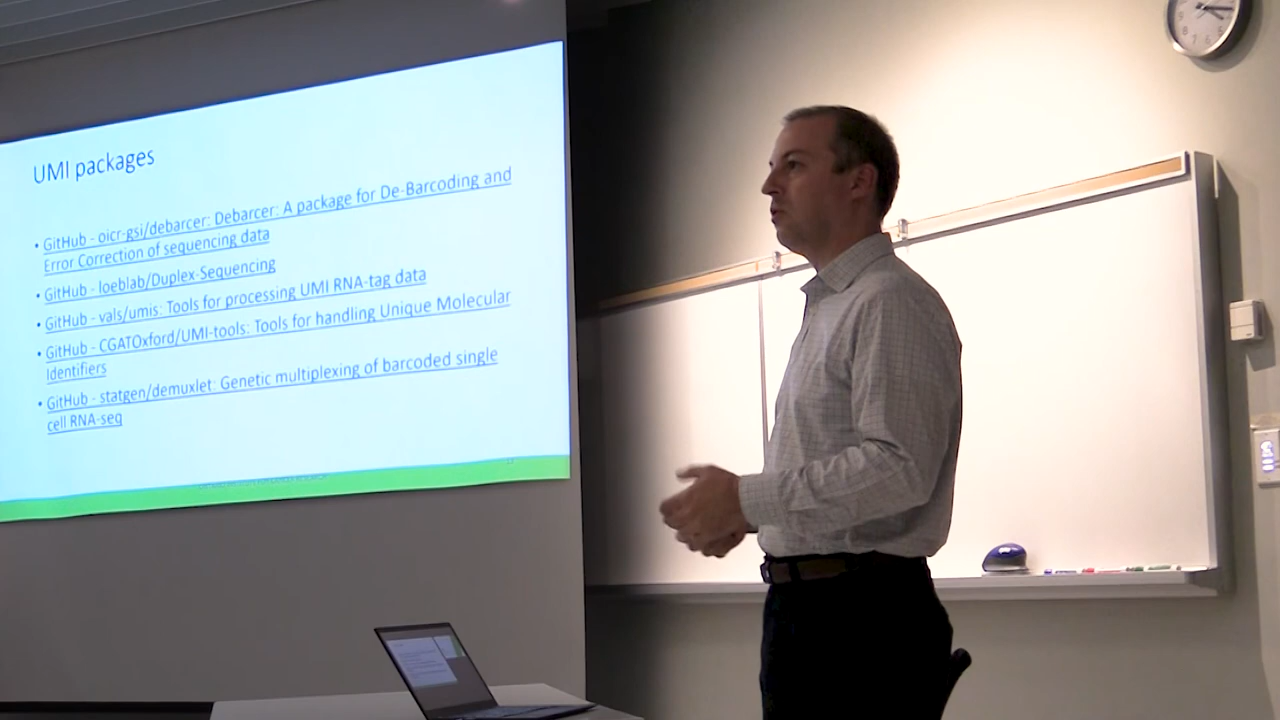 UMI packages
• GitHub - oicr-gsi/debarcer: Debarcer: A package for De-Barcoding and
Error Correction of sequencing data
• GitHub - loeblab/Duplex-Sequencing
• GitHub - vals/umis: Tools for processing UMI RNA-tag data
• GitHub - CGATOxford/UMI-tools: Tools for handling Unique Molecular
Identifiers
• GitHub - statgen/demuxlet: Genetic multiplexing of barcoded single
cell RNA-seq